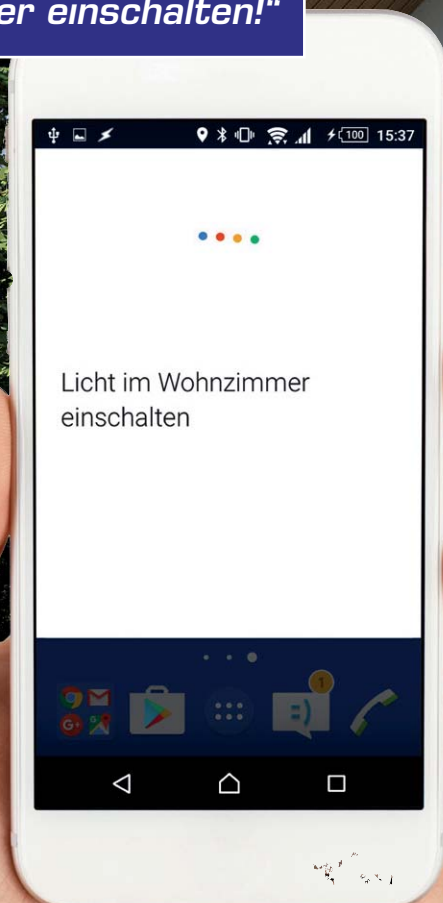 er einschalten!"
100 15:37
Licht im Wohnzimmer
einschalten
1
G+